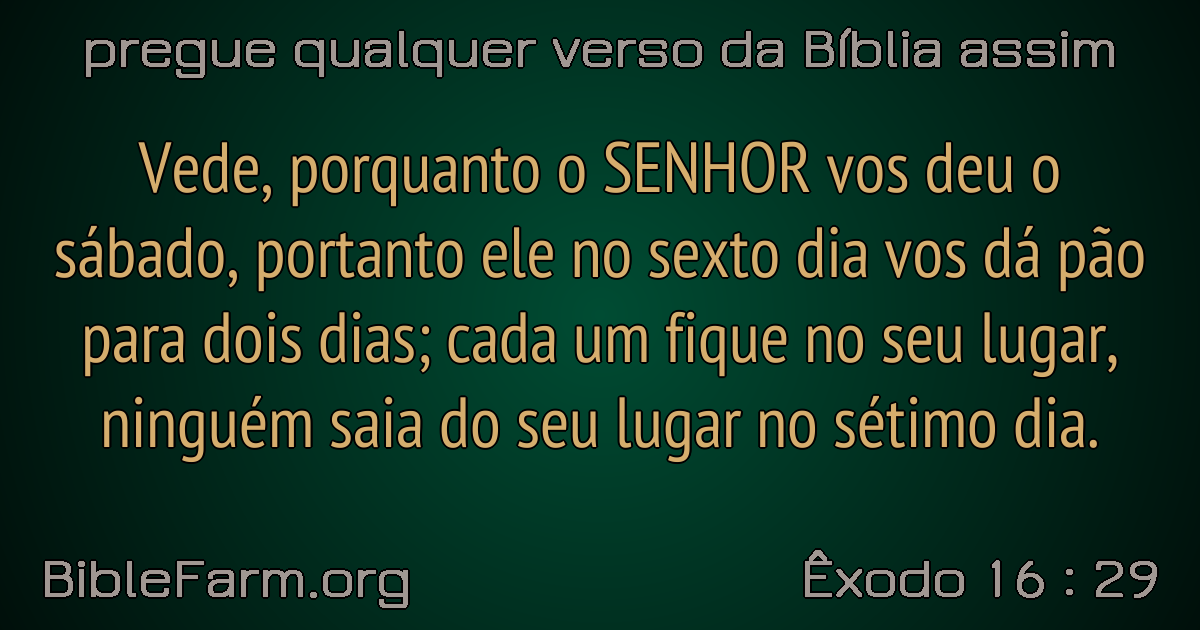 pregue qualquer verso da Bíblia assim
Vede, porquanto o SENHOR vos deu o
sábado, portanto ele no sexto dia vos dá pão
para dois dias; cada um fique no seu lugar,
ninguém saia do seu lugar no sétimo dia.
BibleFarm.org
Êxodo 16 : 29